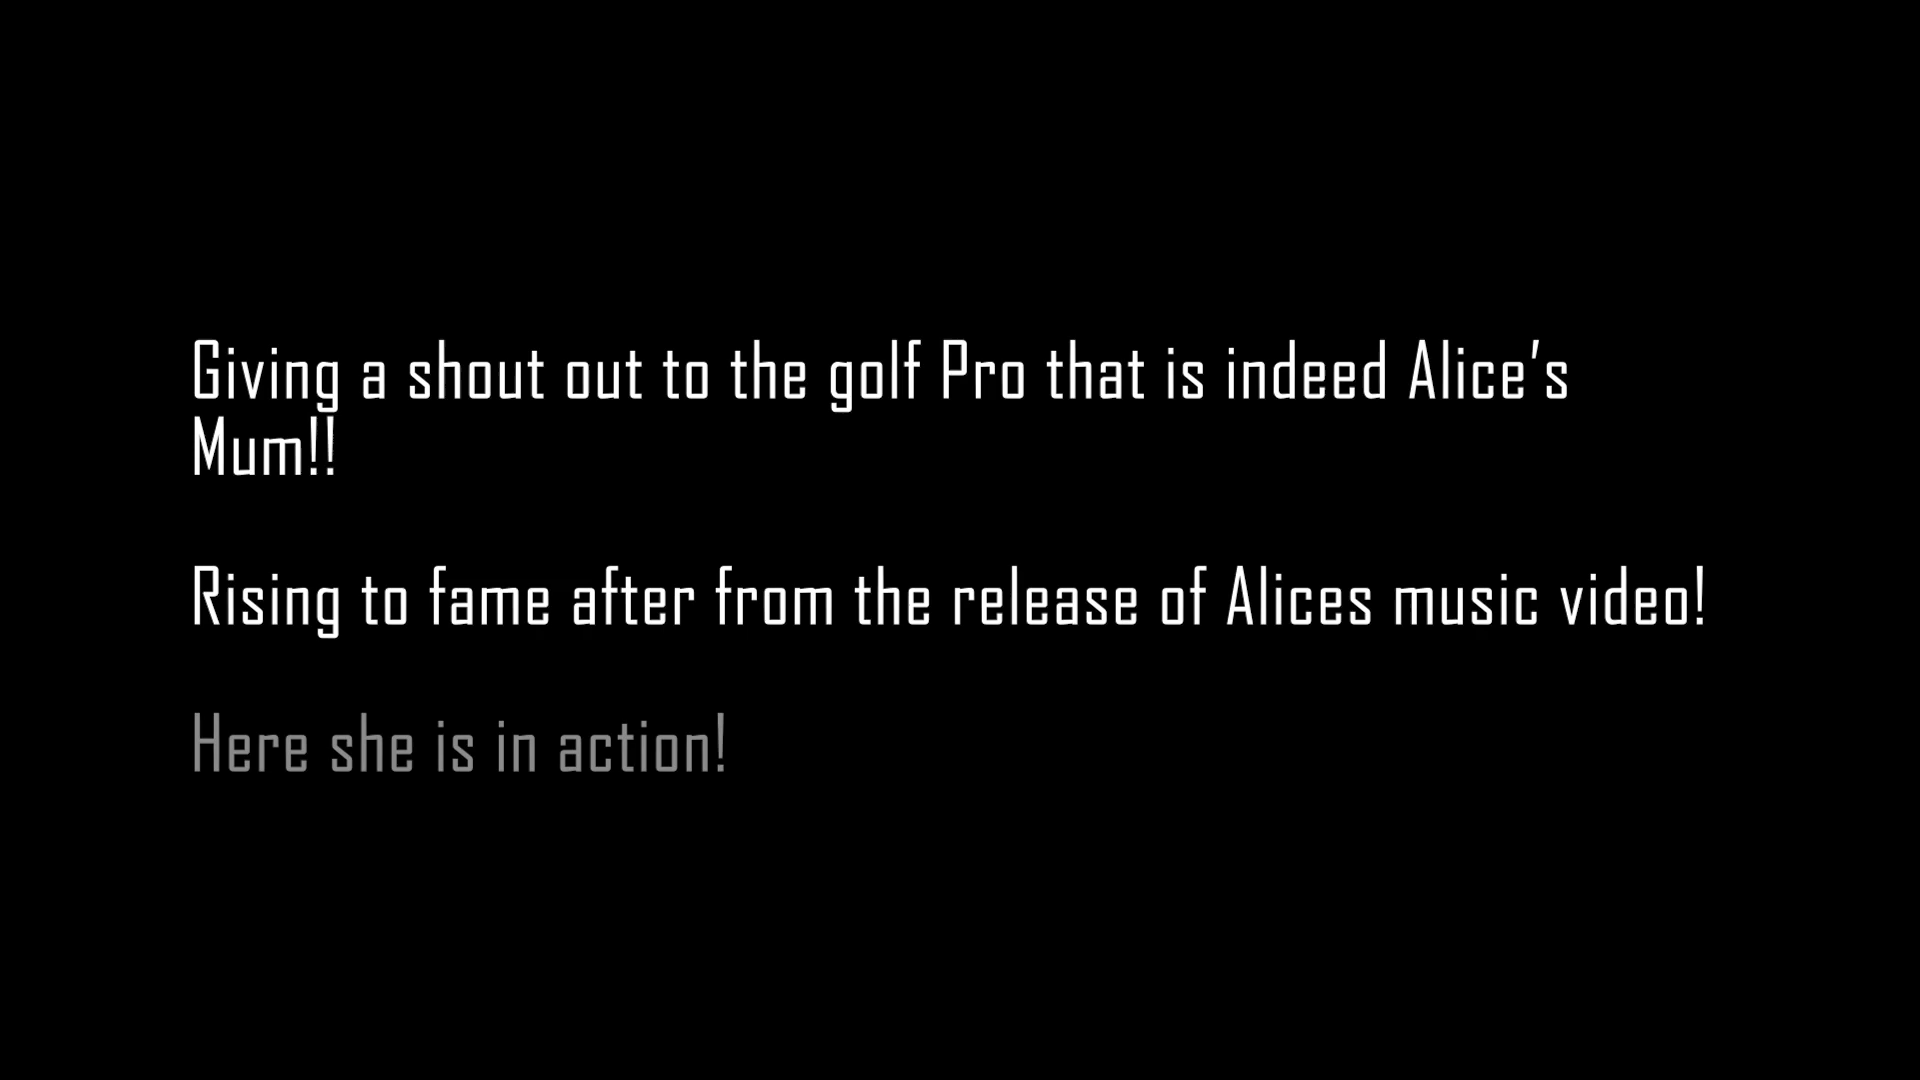 Giving a shout out to the golf Pro that is indeed Alice’s
Mum!!
Rising to fame after from the release of Alices music video!
Here she is in action!